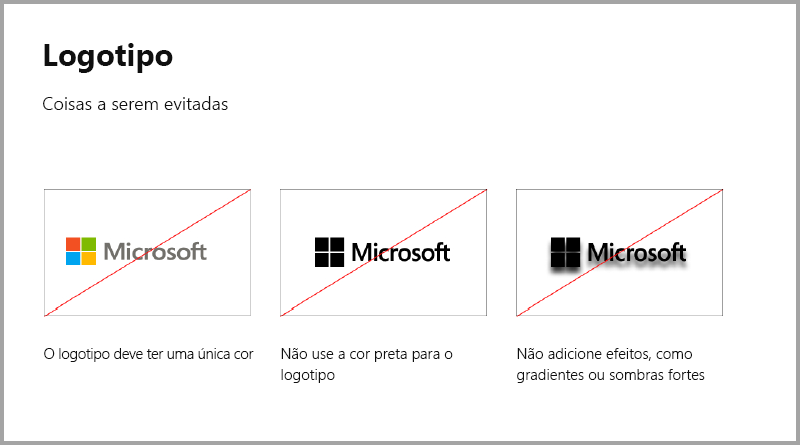 Logotipo
Coisas a serem evitadas
Microsoft
Microsoft
Microsoft
O logotipo deve ter uma única cor
Não use a cor preta para o
logotipo
Não adicione efeitos, como
gradientes ou sombras fortes